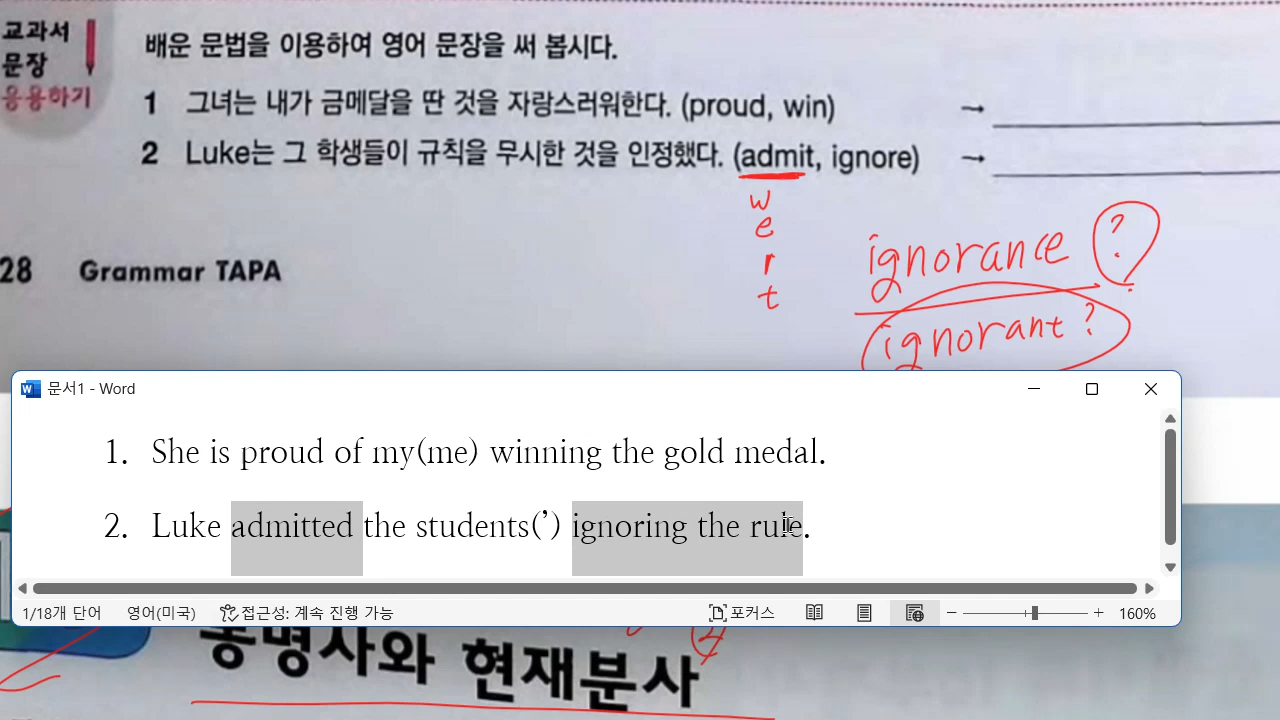 교과서
문장
응용하기
배운 문법을 이용하여 영어 문장을 써 봅시다.
1 그녀는 내가 금메달을 딴 것을 자랑스러워한다. (proud, win) →
2 Luke는 그 학생들이 규칙을 무시한 것을 인정했다. (admit, ignore) →
w
e
r
t
ignorance ?
ignorant ?
28 Grammar TAPA
문서1 - Word
1. She is proud of my(me) winning the gold medal.
2. Luke admitted the students(’) ignoring the rule.
1/18개 단어 영어(미국) 접근성: 계속 진행 가능 포커스 160%
동명사와 현재분사